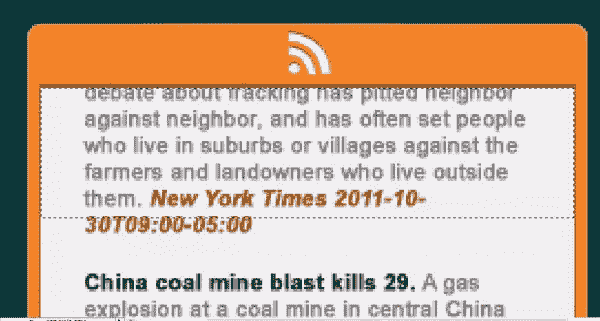 debate about fracking has pitted neighbor
against neighbor, and has often set people
who live in suburbs or villages against the
farmers and landowners who live outside
them. New York Times 2011-10-
30T09:00-05:00
China coal mine blast kills 29. A gas
explosion at a coal mine in central China